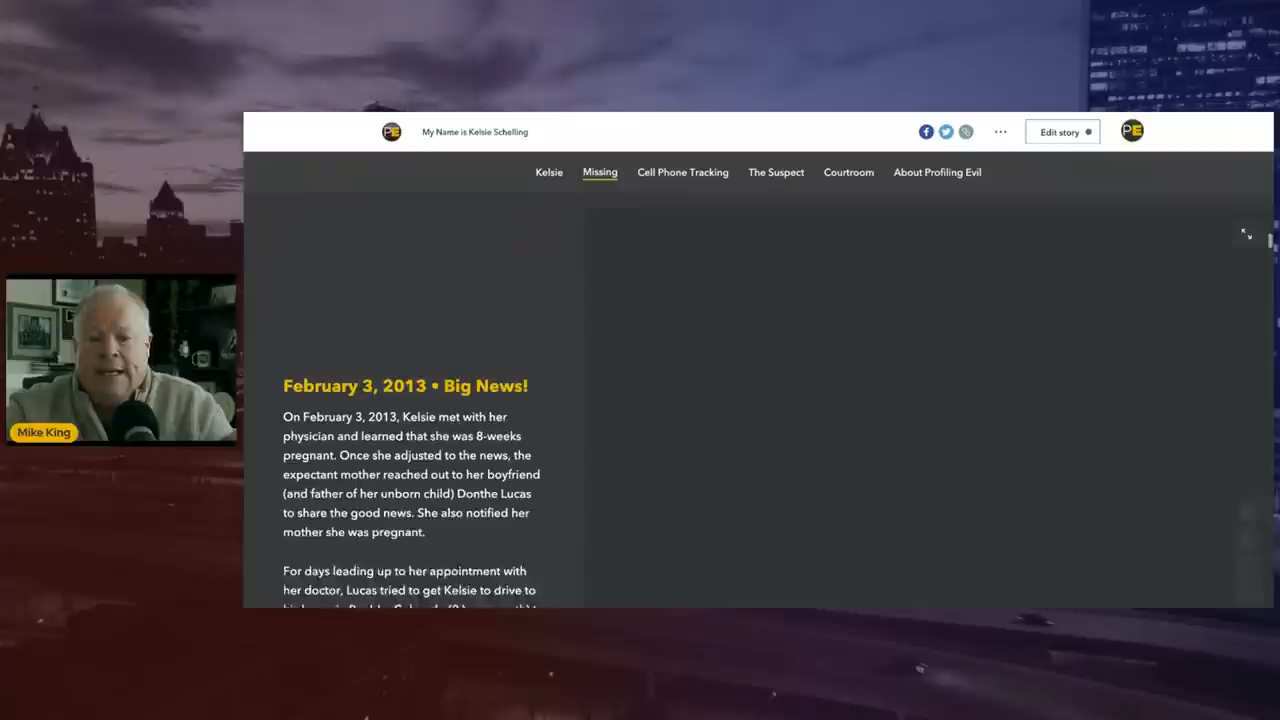 PE
My Name is Kelsie Schelling
Edit story
PE
Kelsie
Missing
Cell Phone Tracking
The Suspect
Courtroom
About Profiling Evil
February 3, 2013 • Big News!
On February 3, 2013, Kelsie met with her
physician and learned that she was 8-weeks
pregnant. Once she adjusted to the news, the
expectant mother reached out to her boyfriend
(and father of her unborn child) Donthe Lucas
to share the good news. She also notified her
mother she was pregnant.
For days leading up to her appointment with
her doctor, Lucas tried to get Kelsie to drive to
Mike King